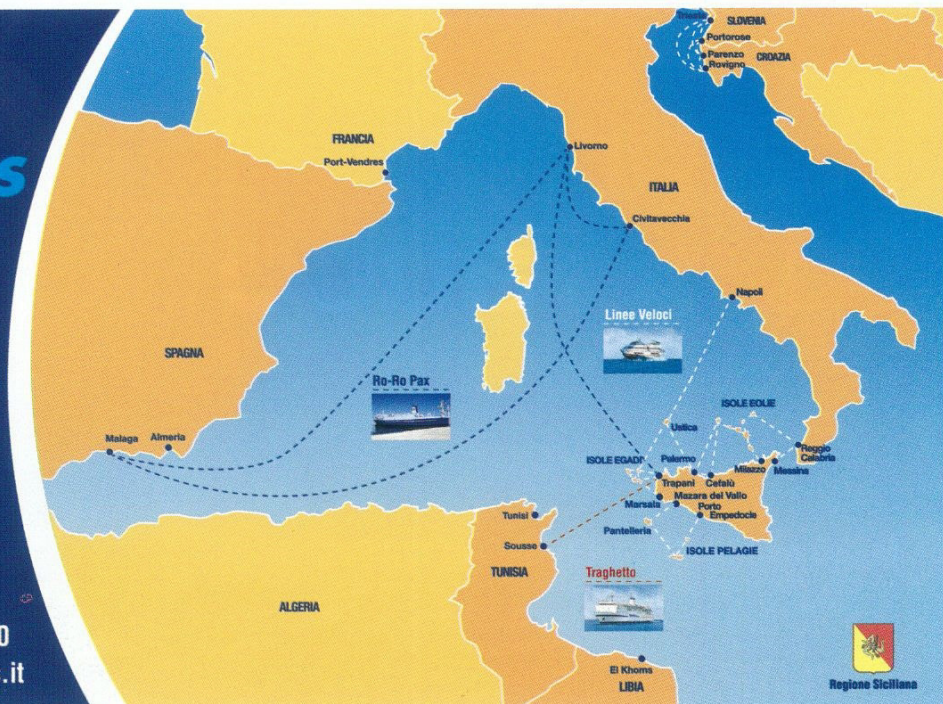 s
0
.it
Trieste
SLOVENIA
Portorose
Parenzo
CROAZIA
Rovigno
FRANCIA
Port-Vendres
Livorno
ITALIA
Civitavecchia
Napoli
Linee Veloci
SPAGNA
Ro-Ro Pax
ISOLE EOLIE
Ustica
Malaga
Almeria
Reggio
Calabria
ISOLE EGADI
Palermo
Milazzo
Messina
Trapani
Cefalù
Marsala
Mazara del Vallo
Porto
Empedocle
Tunisi
Pantelleria
Sousse
ISOLE PELAGIE
TUNISIA
Traghetto
ALGERIA
El Khoms
LIBIA
Regione Siciliana